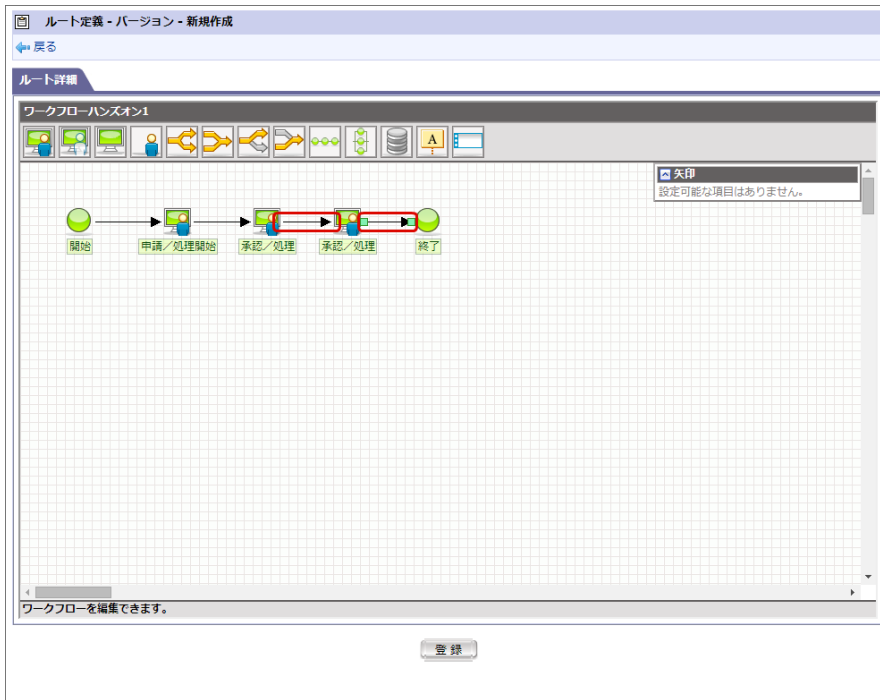 ルート定義 - バージョン - 新規作成
戻る
ルート詳細
ワークフローハンズオン1
A
矢印
設定可能な項目はありません。
開始 申請／処理開始 承認／処理 承認／処理 終了
ワークフローを編集できます。
登 録